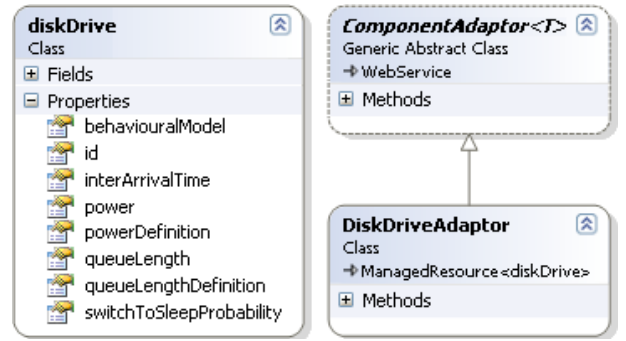 diskDrive
Class
Fields
Properties
behaviouralModel
id
interArrivalTime
power
powerDefinition
queueLength
queueLengthDefinition
switchToSleepProbability
ComponentAdaptor<T>
Generic Abstract Class
WebService
Methods
DiskDriveAdaptor
Class
ManagedResource<diskDrive>
Methods